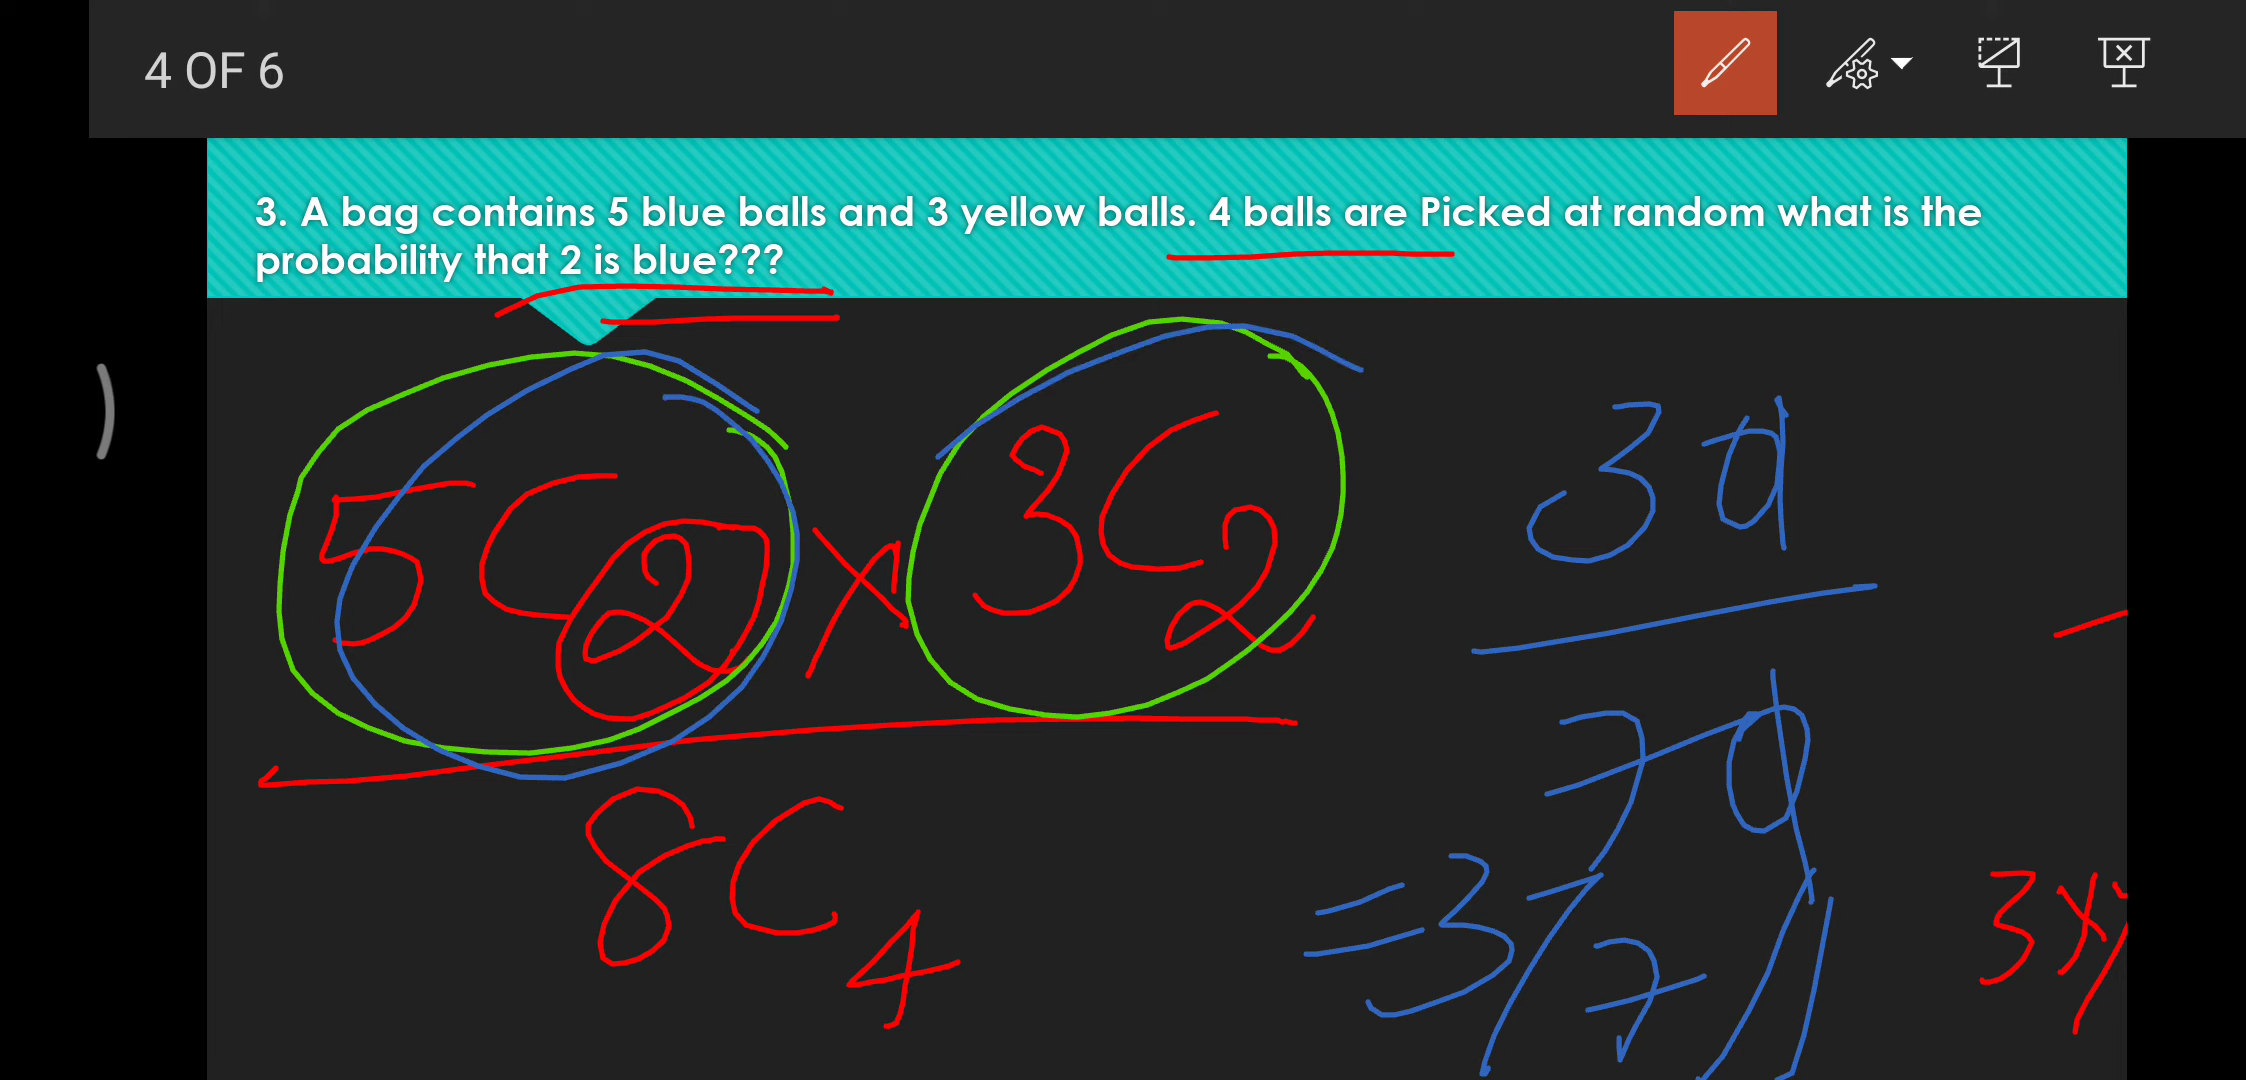 4 OF 6
3. A bag contains 5 blue balls and 3 yellow balls. 4 balls are Picked at random what is the
probability that 2 is blue???
5C2 × 3C2
8C4
30
70
= 3/7